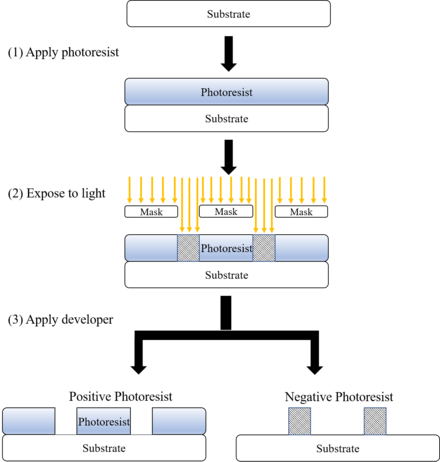 Substrate
(1) Apply photoresist
Photoresist
Substrate
(2) Expose to light
Mask Mask Mask
Photoresist
Substrate
(3) Apply developer
Positive Photoresist Negative Photoresist
Photoresist
Substrate Substrate